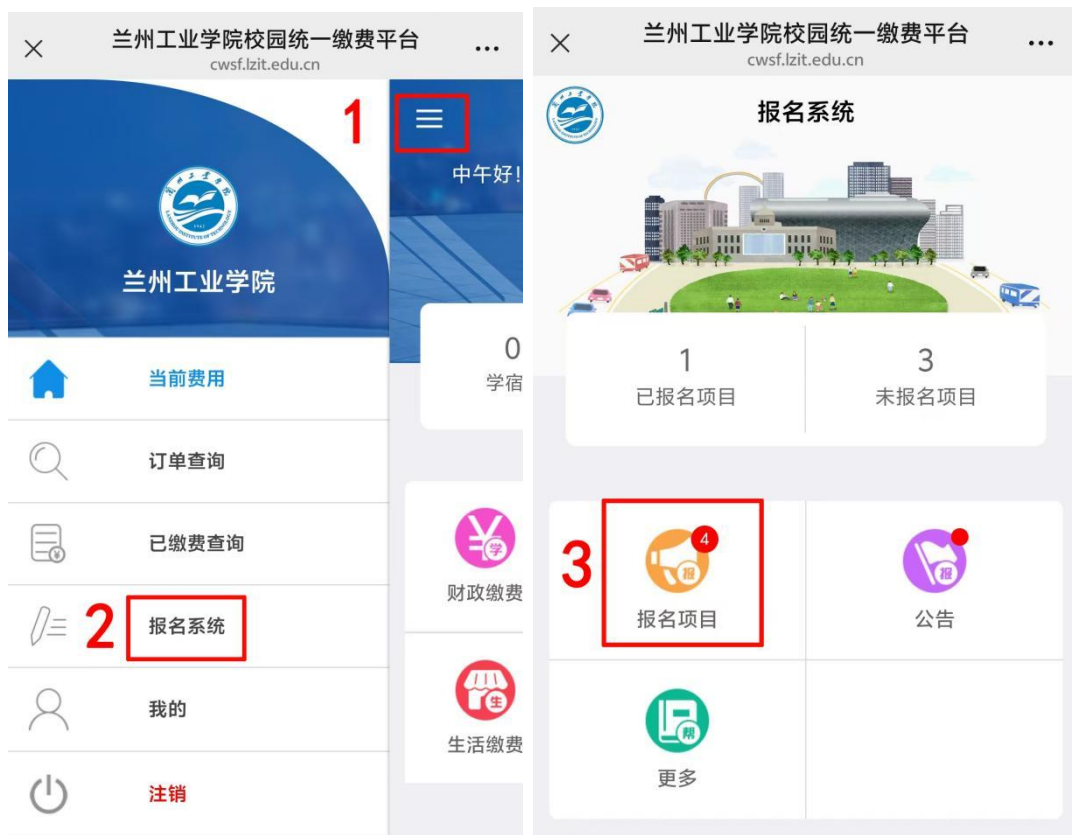 兰州工业学院校园统一缴费平台
cwsf.lzit.edu.cn
1
中午好!
兰州工业学院
0
学宿
当前费用
订单查询
已缴费查询
2
报名系统
我的
注销
学
财政缴费
生
生活缴费
兰州工业学院校园统一缴费平台
cwsf.lzit.edu.cn
报名系统
1
已报名项目
3
未报名项目
3
4
报
报名项目
报
公告
帮
更多